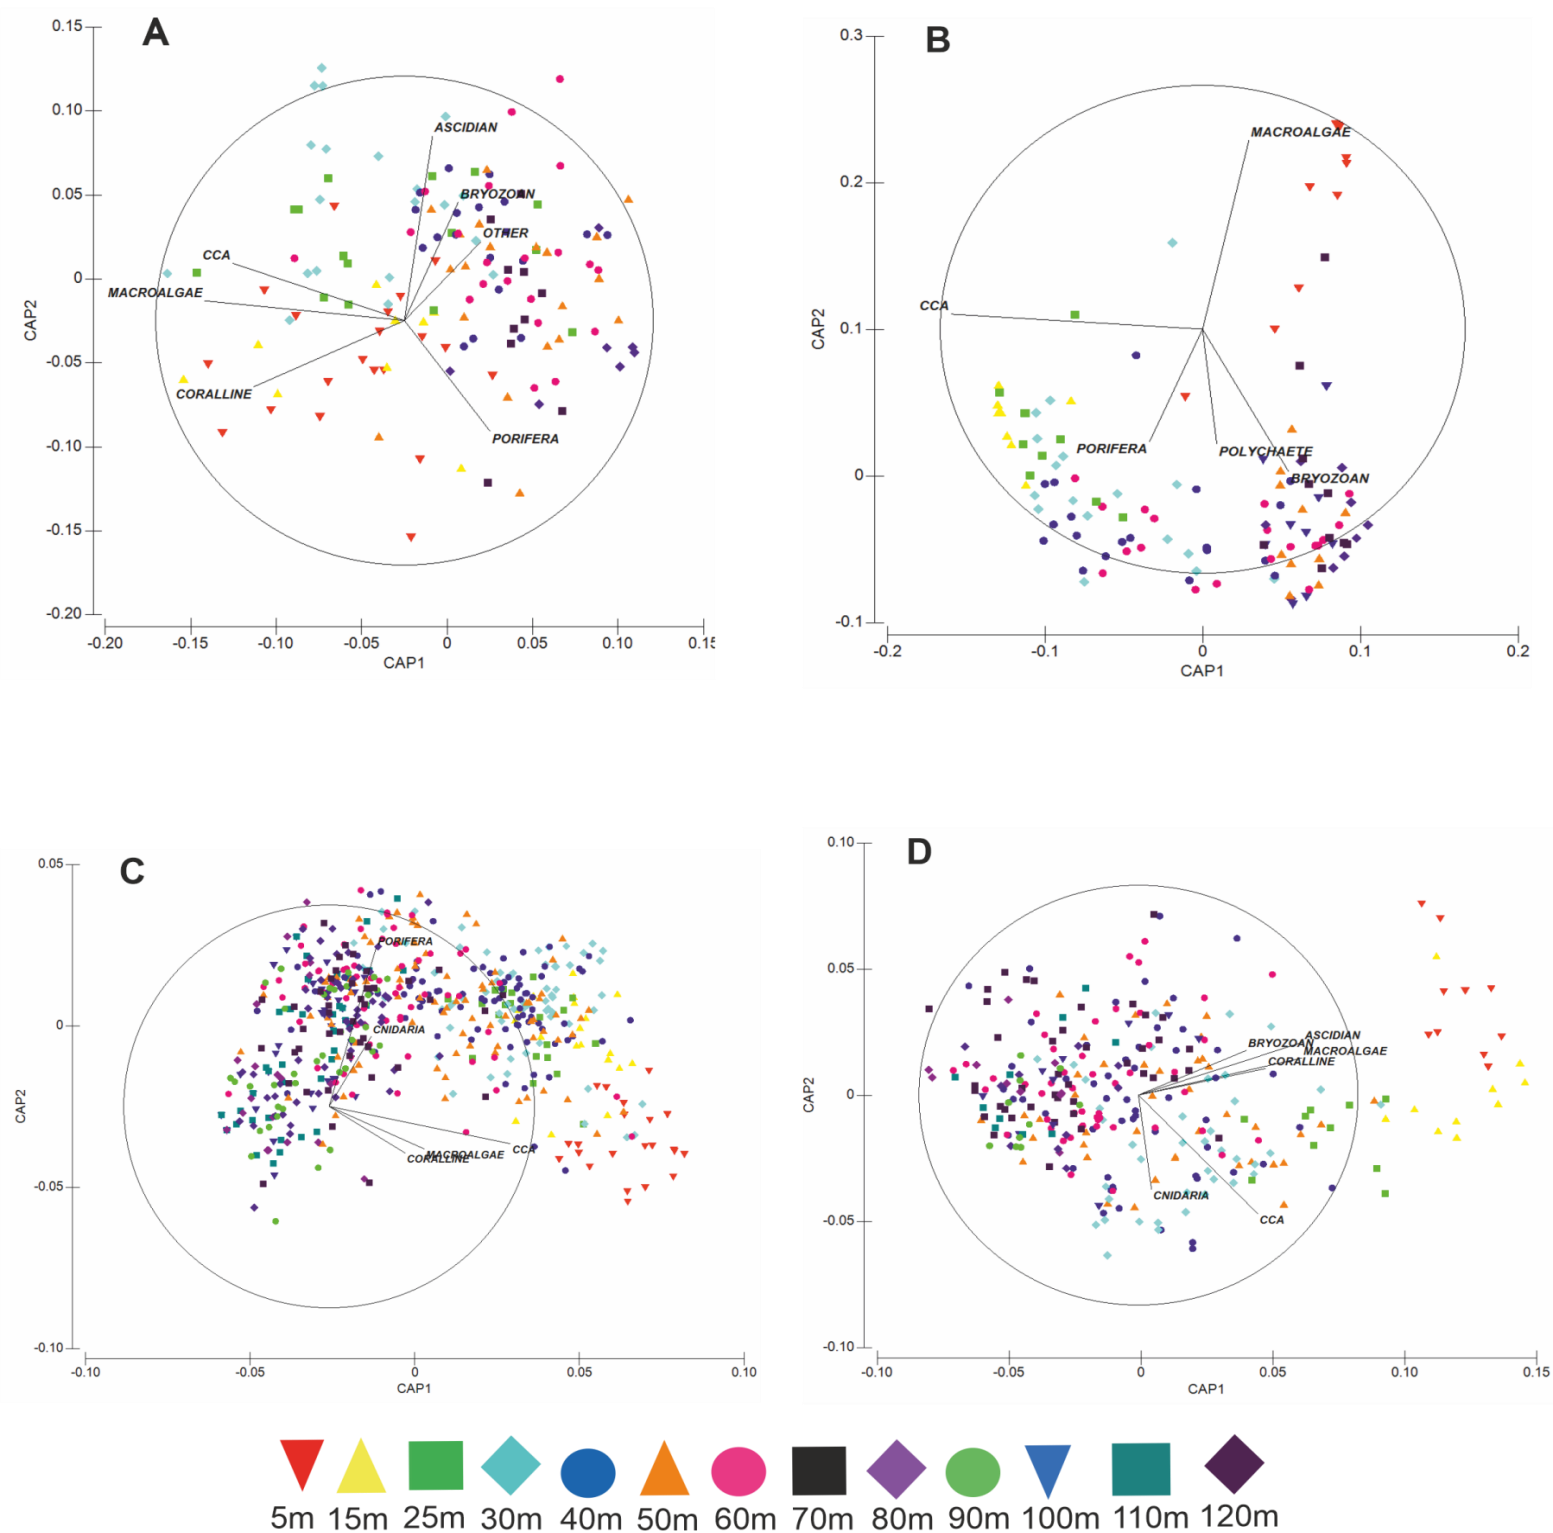 A
0.15
0.10
0.05
0
-0.05
-0.10
-0.15
-0.20
CAP2
ASCIDIAN
BRYOZOAN
OTHER
CCA
MACROALGAE
CORALLINE
PORIFERA
-0.20 -0.15 -0.10 -0.05 0 0.05 0.10 0.15
CAP1
B
0.3
0.2
0.1
0
-0.1
CAP2
MACROALGAE
CCA
PORIFERA
POLYCHAETE
BRYOZOAN
-0.2 -0.1 0 0.1 0.2
CAP1
C
0.05
0
-0.05
-0.10
CAP2
PORIFERA
CNIDARIA
CCA
MACROALGAE
CORALLINE
-0.10 -0.05 0 0.05 0.10
CAP1
D
0.10
0.05
0
-0.05
-0.10
CAP2
ASCIDIAN
BRYOZOAN
MACROALGAE
CORALLINE
CNIDARIA
CCA
-0.10 -0.05 0 0.05 0.10 0.15
CAP1
5m 15m 25m 30m 40m 50m 60m 70m 80m 90m 100m 110m 120m